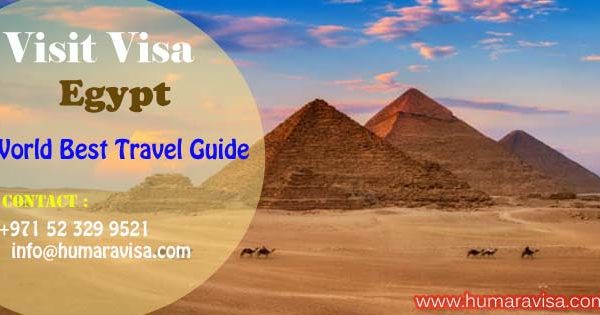 Visit Visa
Egypt
World Best Travel Guide
CONTACT :
+971 52 329 9521
info@humaravisa.com
www.humaravisa.com